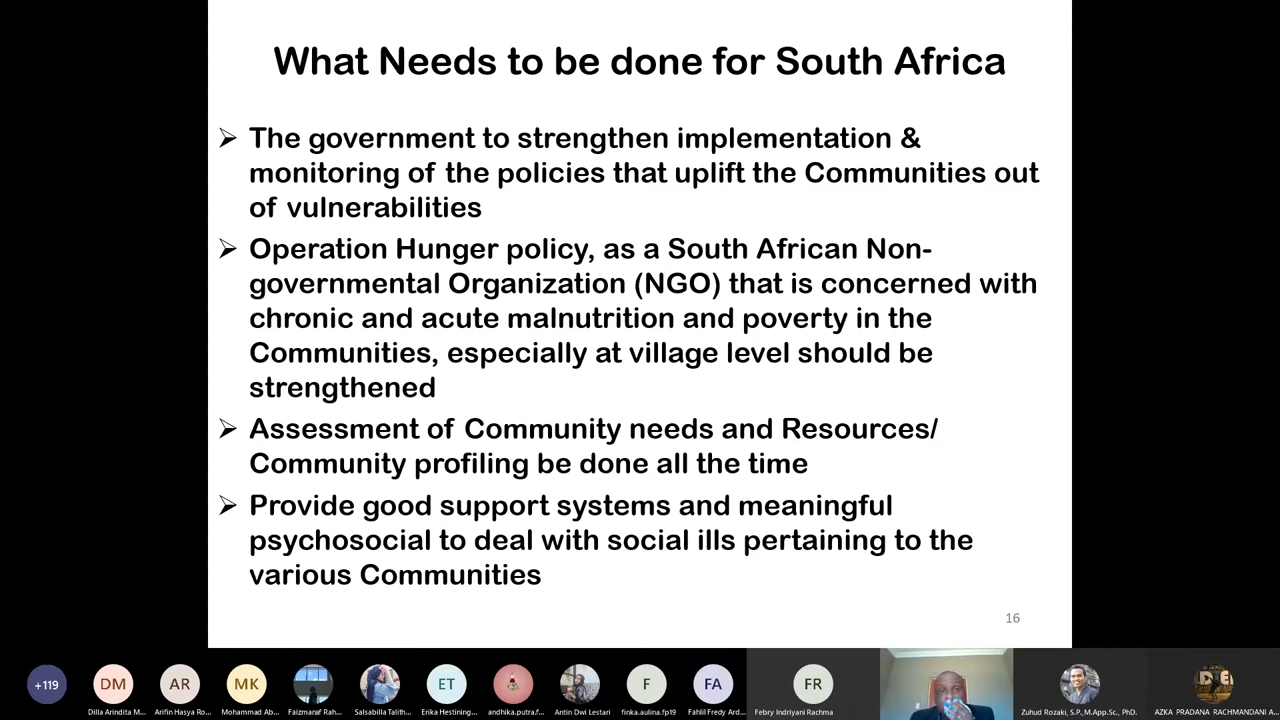 What Needs to be done for South Africa
➢ The government to strengthen implementation &
monitoring of the policies that uplift the Communities out
of vulnerabilities
➢ Operation Hunger policy, as a South African Non-
governmental Organization (NGO) that is concerned with
chronic and acute malnutrition and poverty in the
Communities, especially at village level should be
strengthened
➢ Assessment of Community needs and Resources/
Community profiling be done all the time
➢ Provide good support systems and meaningful
psychosocial to deal with social ills pertaining to the
various Communities
16
+119 DM AR MK ET F FA FR
Dilla Arindita M... Arifin Hasya Ro... Mohammad Ab... Faizmanaf Rah... Salsabilla Talith... Erika Hestining... andhika.putra.f... Antin Dwi Lestari finka.aulina.fp19 Fahlil Fredy Ard... Febry Indriyani Rachma Zuhud Rozaki, S.P., M.App.Sc., PhD. AZKA PRADANA RACHMANDANI A...